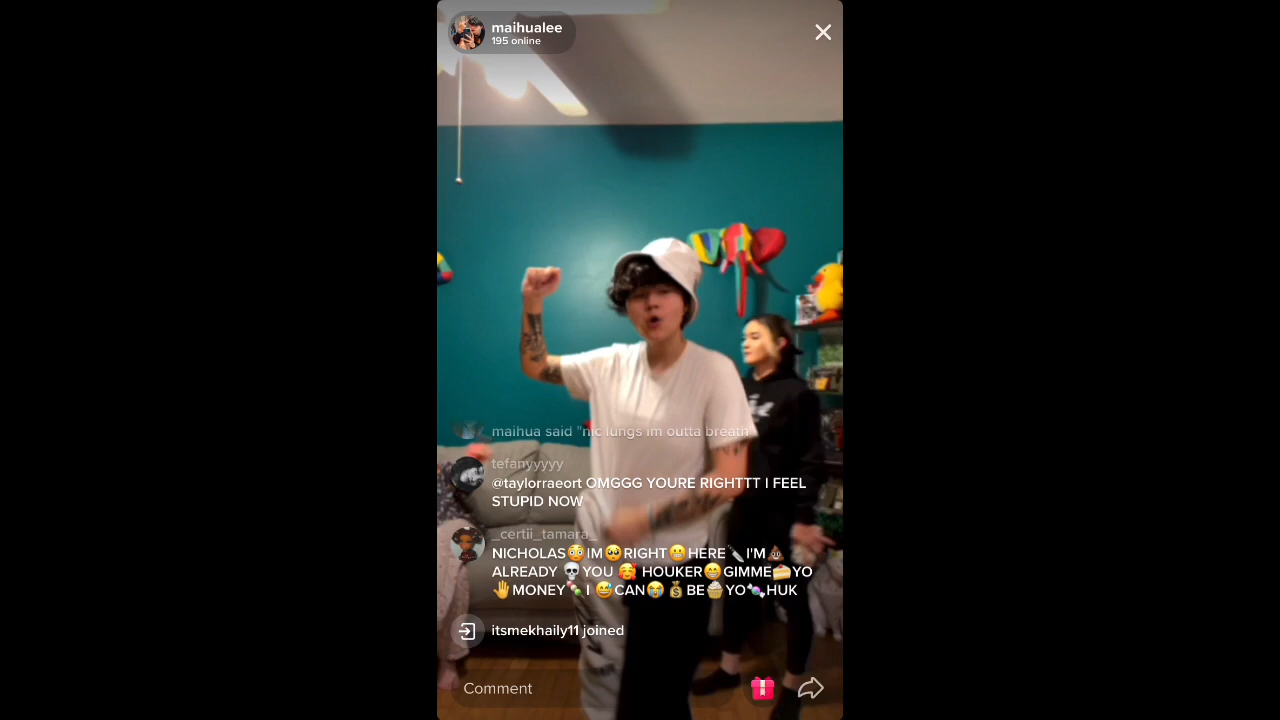 maihualee
195 online
maihua said "nic lungs im outta breath"
tefanyyyyy
@taylorraeort OMGGG YOURE RIGHTTT I FEEL
STUPID NOW
_certii_tamara_
NICHOLAS😳IM🥺RIGHT😬HERE🔪I'M💩
ALREADY 💀YOU 🥰 HOUKER😁GIMME🍰YO
🤚MONEY🍡I 😅CAN😭💰BE🧁YO🍬HUK
itsmekhaily11 joined
Comment